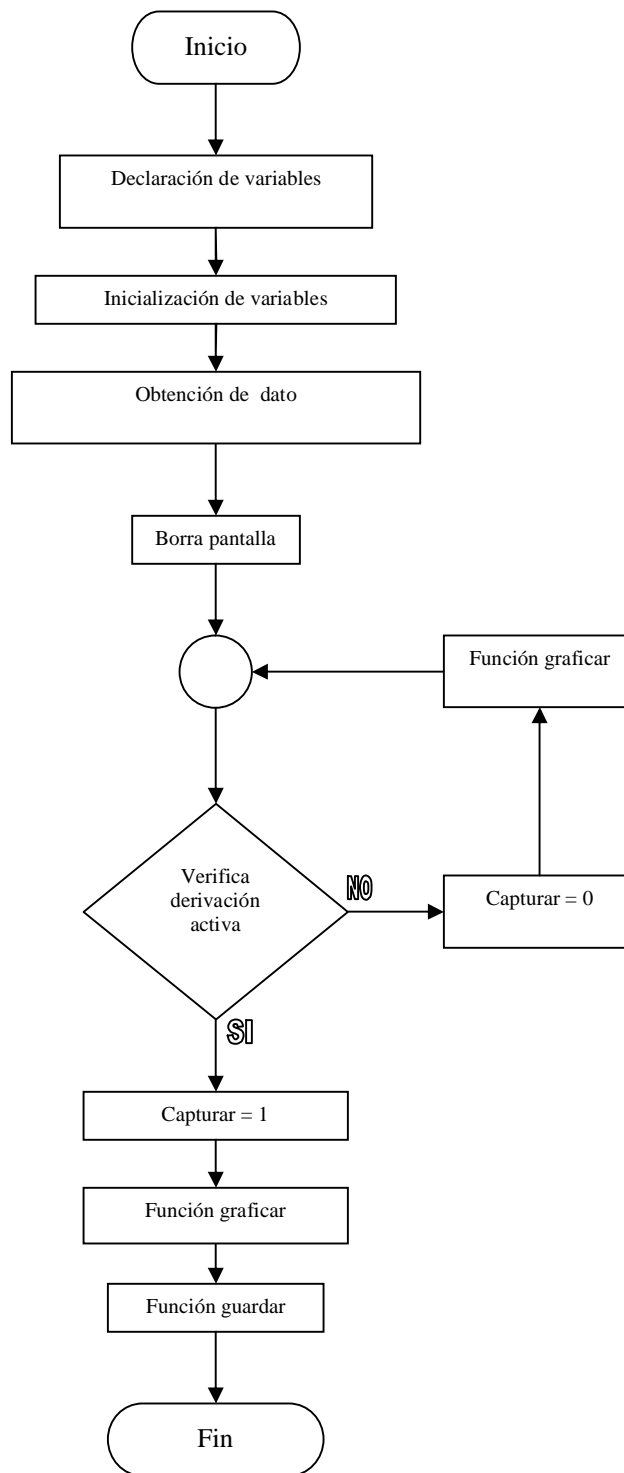 Inicio
Declaración de variables
Inicialización de variables
Obtención de dato
Borra pantalla
Función graficar
Verifica
derivación
activa
NO
Capturar = 0
SI
Capturar = 1
Función graficar
Función guardar
Fin